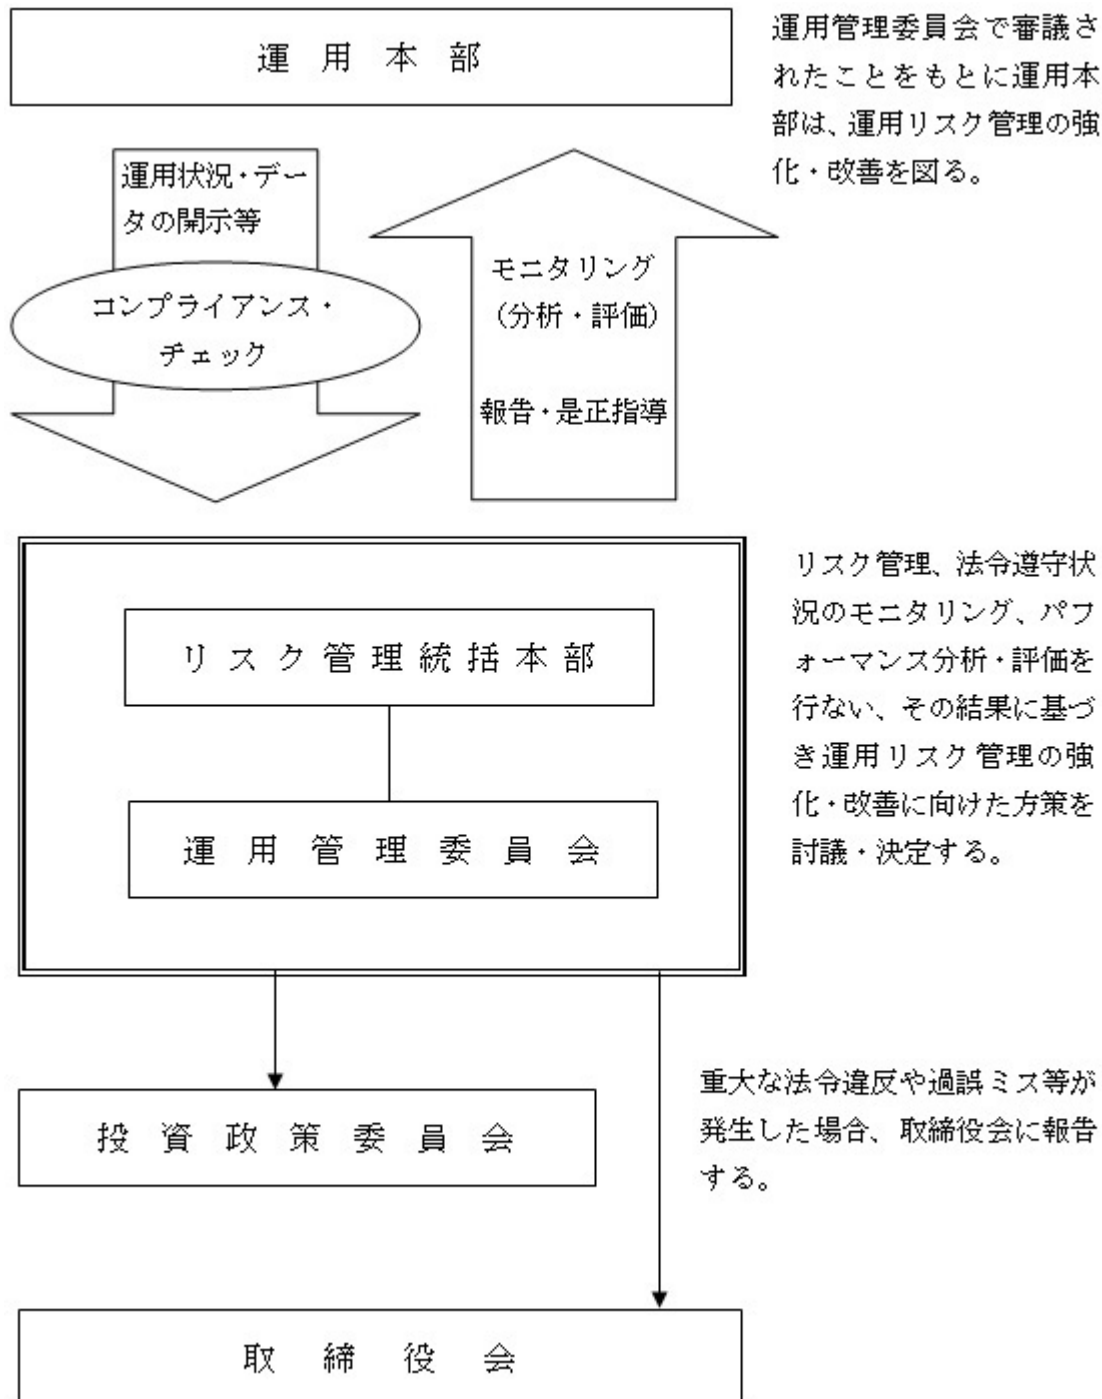 運用本部
運用管理委員会で審議さ
れたことをもとに運用本
部は、運用リスク管理の強
化・改善を図る。
運用状況・デー
タの開示等
コンプライアンス・
チェック
モニタリング
（分析・評価）
報告・是正指導
リスク管理統括本部
運用管理委員会
リスク管理、法令遵守状
況のモニタリング、パフ
ォーマンス分析・評価を
行ない、その結果に基づ
き運用リスク管理の強
化・改善に向けた方策を
討議・決定する。
投資政策委員会
重大な法令違反や過誤ミス等が
発生した場合、取締役会に報告
する。
取締役会